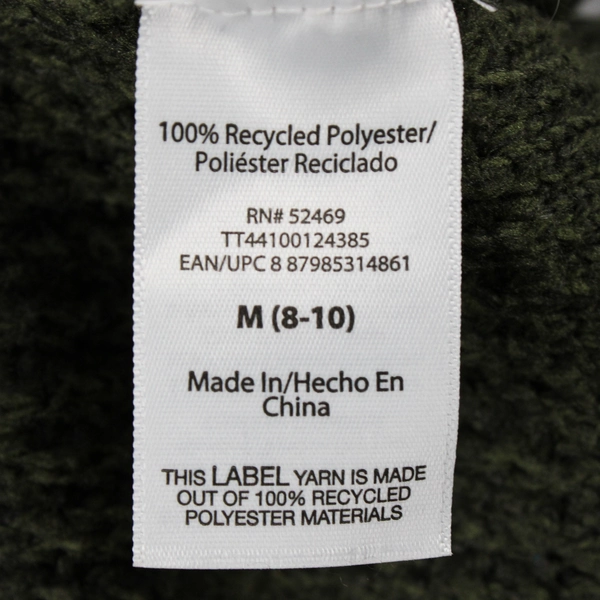 100% Recycled Polyester/
Poliéster Reciclado
RN# 52469
TT44100124385
EAN/UPC 8 87985314861
M (8-10)
Made In/Hecho En
China
THIS LABEL YARN IS MADE
OUT OF 100% RECYCLED
POLYESTER MATERIALS